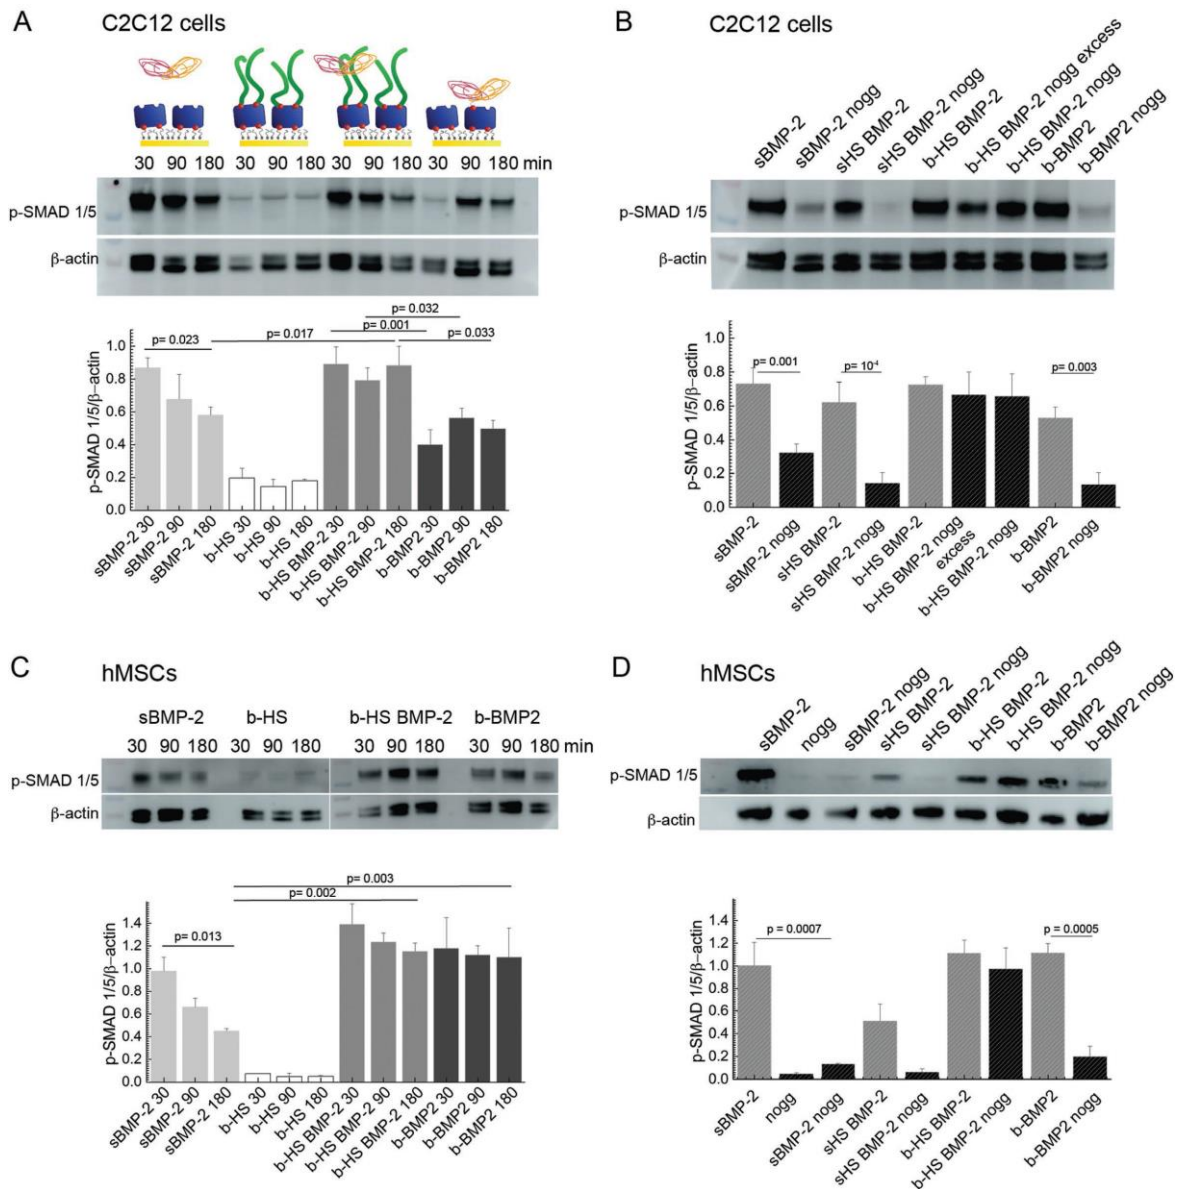 A C2C12 cells
30 90 180 30 90 180 30 90 180 30 90 180 min
p-SMAD 1/5
β-actin
p= 0.032
p= 0.001
p= 0.023
p= 0.017
p= 0.033
p-SMAD 1/5/β–actin
1.0
0.8
0.6
0.4
0.2
0.0
sBMP-2 30
sBMP-2 90
sBMP-2 180
b-HS 30
b-HS 90
b-HS 180
b-HS BMP-2 30
b-HS BMP-2 90
b-HS BMP-2 180
b-BMP2 30
b-BMP2 90
b-BMP2 180
B C2C12 cells
sBMP-2
sBMP-2 nogg
sHS BMP-2
sHS BMP-2 nogg
b-HS BMP-2
b-HS BMP-2 nogg excess
b-HS BMP-2 nogg
b-BMP2
b-BMP2 nogg
p-SMAD 1/5
β-actin
p= 0.001
p= 10⁻⁴
p= 0.003
p-SMAD 1/5/β–actin
0.8
0.6
0.4
0.2
0.0
sBMP-2
sBMP-2 nogg
sHS BMP-2
sHS BMP-2 nogg
b-HS BMP-2
b-HS BMP-2 nogg
excess
b-HS BMP-2 nogg
b-BMP2
b-BMP2 nogg
C hMSCs
sBMP-2 b-HS b-HS BMP-2 b-BMP2
30 90 180 30 90 180 30 90 180 30 90 180 min
p-SMAD 1/5
β-actin
p= 0.003
p= 0.002
p= 0.013
p-SMAD 1/5/β–actin
1.4
1.2
1.0
0.8
0.6
0.4
0.2
0.0
sBMP-2 30
sBMP-2 90
sBMP-2 180
b-HS 30
b-HS 90
b-HS 180
b-HS BMP-2 30
b-HS BMP-2 90
b-HS BMP-2 180
b-BMP2 30
b-BMP2 90
b-BMP2 180
D hMSCs
sBMP-2
nogg
sBMP-2 nogg
sHS BMP-2
sHS BMP-2 nogg
b-HS BMP-2
b-HS BMP-2 nogg
b-BMP2
b-BMP2 nogg
p-SMAD 1/5
β-actin
p = 0.0007
p = 0.0005
p-SMAD 1/5/β–actin
1.4
1.2
1.0
0.8
0.6
0.4
0.2
0.0
sBMP-2
nogg
sBMP-2 nogg
sHS BMP-2
sHS BMP-2 nogg
b-HS BMP-2
b-HS BMP-2 nogg
b-BMP2
b-BMP2 nogg